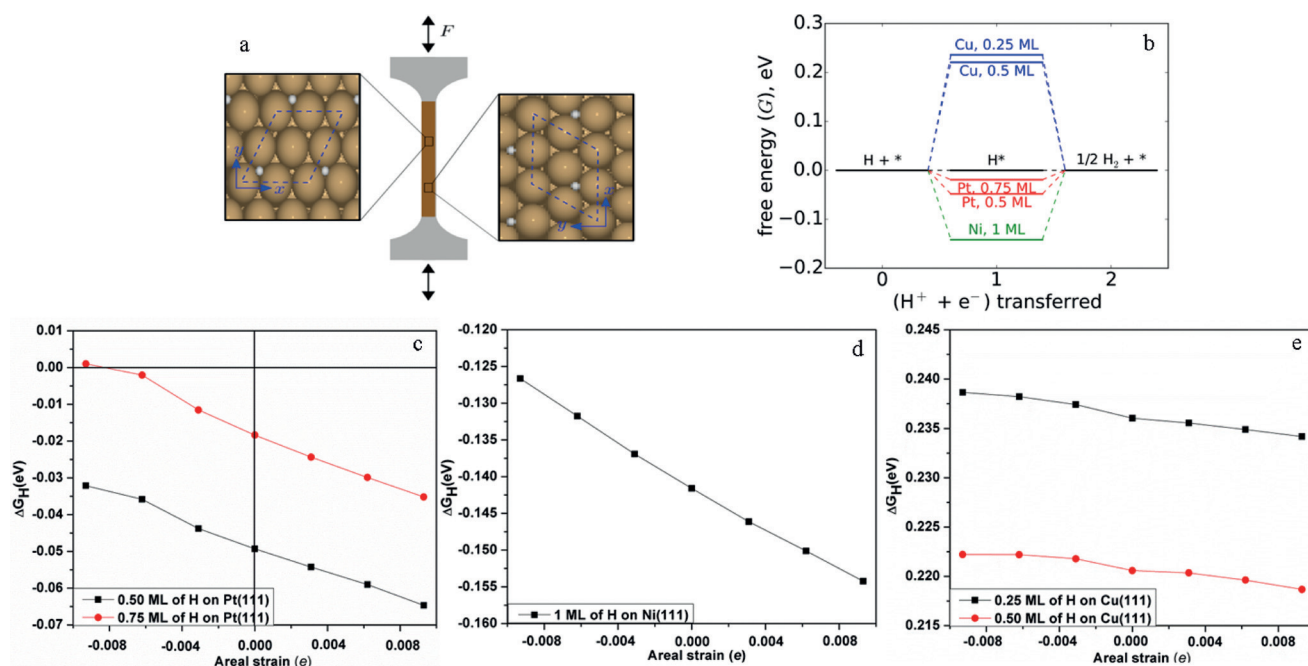 a
F
y
x
x
y
b
0.3
0.2
0.1
0.0
−0.1
−0.2
free energy (G), eV
Cu, 0.25 ML
Cu, 0.5 ML
H + *
H*
1/2 H₂ + *
Pt, 0.75 ML
Pt, 0.5 ML
Ni, 1 ML
0 1 2
(H⁺ + e⁻) transferred
c
0.01
0.00
-0.01
-0.02
-0.03
-0.04
-0.05
-0.06
-0.07
ΔG_H(eV)
0.50 ML of H on Pt(111)
0.75 ML of H on Pt(111)
-0.008 -0.004 0.000 0.004 0.008
Areal strain (e)
d
-0.120
-0.125
-0.130
-0.135
-0.140
-0.145
-0.150
-0.155
-0.160
ΔG_H(eV)
1 ML of H on Ni(111)
-0.008 -0.004 0.000 0.004 0.008
Areal strain (e)
e
0.245
0.240
0.235
0.230
0.225
0.220
0.215
ΔG_H(eV)
0.25 ML of H on Cu(111)
0.50 ML of H on Cu(111)
-0.008 -0.004 0.000 0.004 0.008
Areal strain (e)